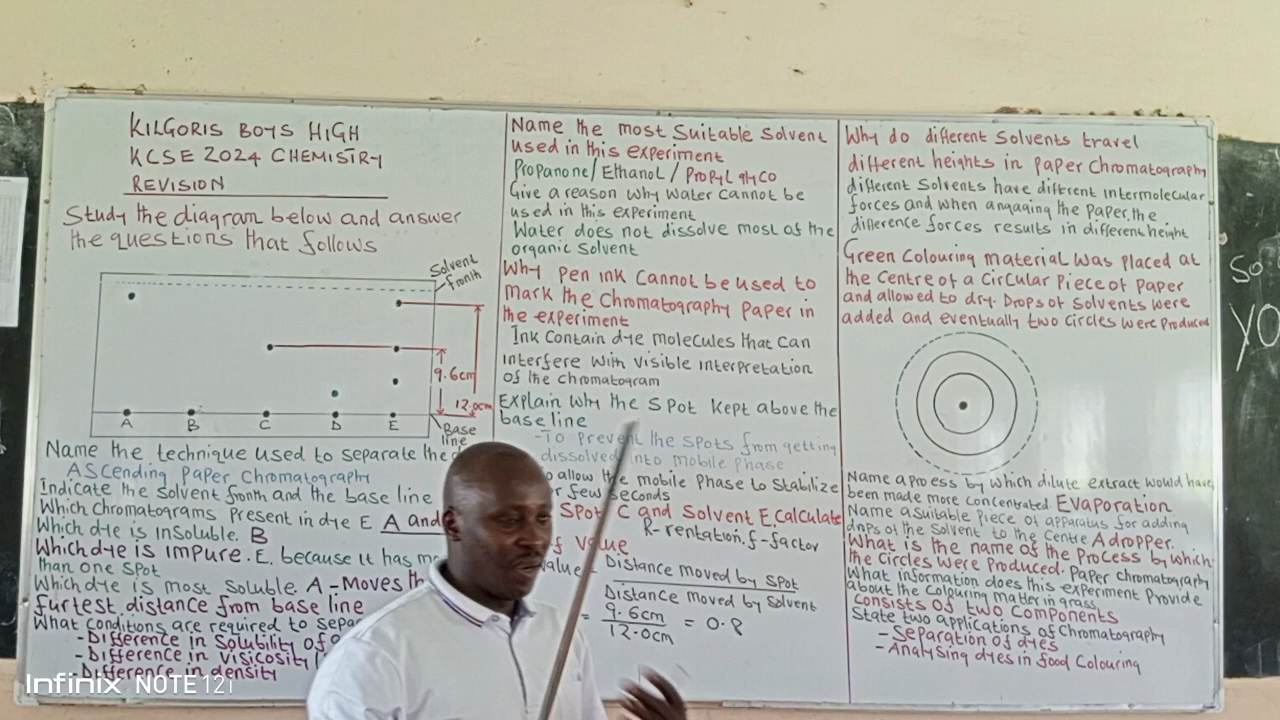 KILGORIS BOYS HIGH
KCSE 2024 CHEMISTRY
REVISION
Study the diagram below and answer
the questions that follows
Solvent
fronth
9.6cm
12.0cm
A B C D E
Base
line
Name the technique used to separate the d
Ascending Paper Chromatography
Indicate the solvent fronth and the base line
Which chromatograms present in dye E A and
Which dye is insoluble. B
Which dye is impure. E. because it has mo
than one spot
Which dye is most soluble. A - Moves th
furtest distance from base line
What conditions are required to separ
- Difference in Solubility of
- Difference in Viscosity
- Difference in density
Name the most suitable solvent
used in this experiment
Propanone/Ethanol/Propyl
Give a reason why water cannot be
used in this experiment
Water does not dissolve most of the
organic solvent
Why pen ink cannot be used to
mark the chromatography paper in
the experiment
Ink contain dye molecules that can
interfere with visible interpretation
of the chromatogram
Explain why the spot kept above the
base line
- To prevent the spots from getting
dissolved into mobile phase
o allow the mobile phase to stabilize
or few seconds
Spot C and Solvent E, calculate
R-rentation, f-factor
f value
value = Distance moved by spot
Distance moved by solvent
= 9.6cm
12.0cm = 0.8
Why do different solvents travel
different heights in paper chromatography
different solvents have different intermolecular
forces and when angaging the paper, the
difference forces results in different height
Green colouring material was placed at
the centre of a circular piece of paper
and allowed to dry. Drops of solvents were
added and eventually two circles were produced
Name a process by which dilute extract would have
been made more concentrated Evaporation
Name a suitable piece of apparatus for adding
drops of the solvent to the centre A dropper.
What is the name of the process by which
the circles were produced. Paper chromatography
What information does this experiment provide
about the colouring matter in grass
consists of two components
State two applications of chromatography
- Separation of dyes
- Analysing dyes in food colouring
So
YO
Infinix NOTE 12i